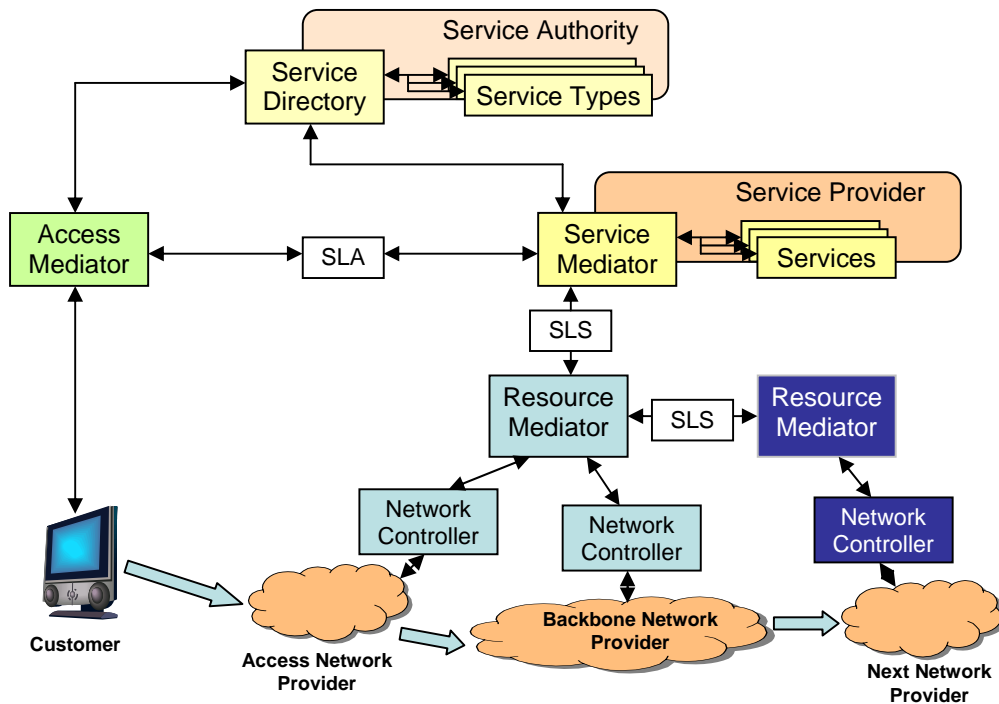 Service Authority
Service
Directory
Service Types
Service Provider
Access
Mediator
SLA
Service
Mediator
Services
SLS
Resource
Mediator
SLS
Resource
Mediator
Network
Controller
Network
Controller
Network
Controller
Customer
Access Network
Provider
Backbone Network
Provider
Next Network
Provider